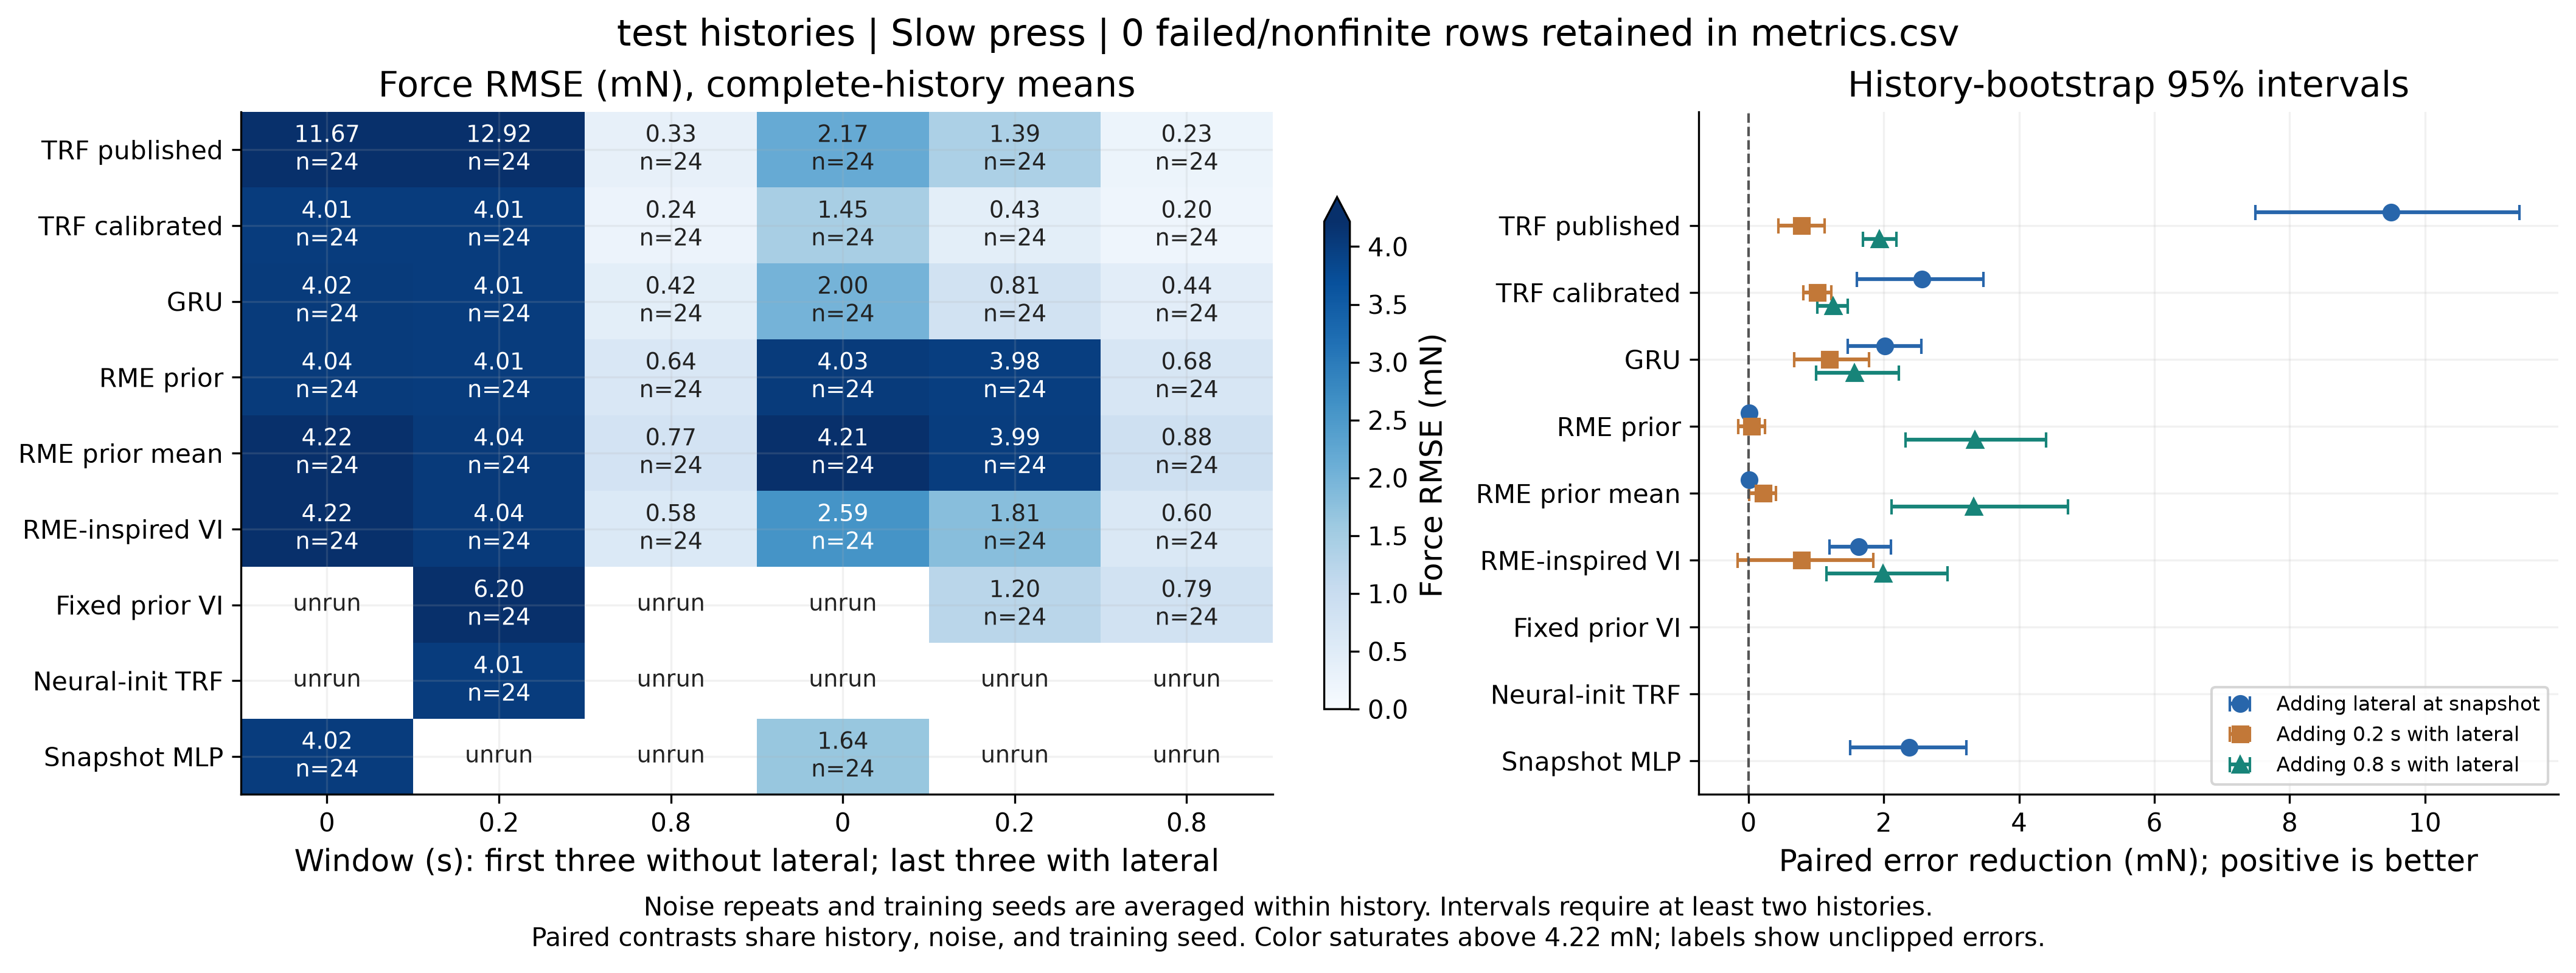 test histories | Slow press | 0 failed/nonfinite rows retained in metrics.csv
Force RMSE (mN), complete-history means
TRF published
11.67 12.92 0.33 2.17 1.39 0.23
n=24 n=24 n=24 n=24 n=24 n=24
TRF calibrated
4.01 4.01 0.24 1.45 0.43 0.20
n=24 n=24 n=24 n=24 n=24 n=24
GRU
4.02 4.01 0.42 2.00 0.81 0.44
n=24 n=24 n=24 n=24 n=24 n=24
RME prior
4.04 4.01 0.64 4.03 3.98 0.68
n=24 n=24 n=24 n=24 n=24 n=24
RME prior mean
4.22 4.04 0.77 4.21 3.99 0.88
n=24 n=24 n=24 n=24 n=24 n=24
RME-inspired VI
4.22 4.04 0.58 2.59 1.81 0.60
n=24 n=24 n=24 n=24 n=24 n=24
Fixed prior VI
unrun 6.20 unrun unrun 1.20 0.79
n=24 n=24 n=24
Neural-init TRF
unrun 4.01 unrun unrun unrun unrun
n=24
Snapshot MLP
4.02 unrun unrun 1.64 unrun unrun
n=24 n=24
0 0.2 0.8 0 0.2 0.8
Window (s): first three without lateral; last three with lateral
4.0
3.5
3.0
2.5
2.0
1.5
1.0
0.5
0.0
Force RMSE (mN)
History-bootstrap 95% intervals
TRF published
TRF calibrated
GRU
RME prior
RME prior mean
RME-inspired VI
Fixed prior VI
Neural-init TRF
Snapshot MLP
Adding lateral at snapshot
Adding 0.2 s with lateral
Adding 0.8 s with lateral
0 2 4 6 8 10
Paired error reduction (mN); positive is better
Noise repeats and training seeds are averaged within history. Intervals require at least two histories.
Paired contrasts share history, noise, and training seed. Color saturates above 4.22 mN; labels show unclipped errors.